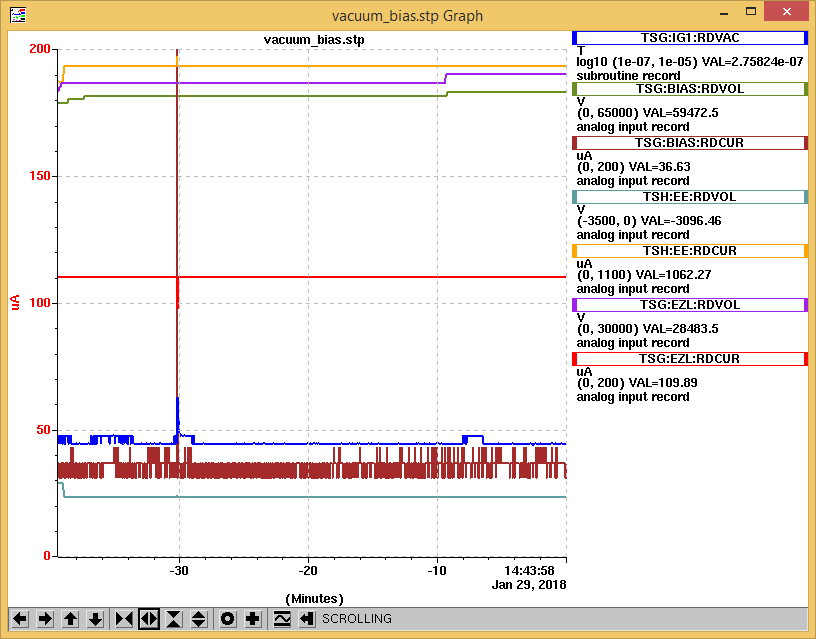 vacuum_bias.stp Graph
vacuum_bias.stp
200
150
100
50
0
uA
-30
-20
-10
14:43:58
Jan 29, 2018
(Minutes)
TSG:IG1:RDVAC
T
log10 (1e-07, 1e-05) VAL=2.75824e-07
subroutine record
TSG:BIAS:RDVOL
V
(0, 65000) VAL=59472.5
analog input record
TSG:BIAS:RDCUR
uA
(0, 200) VAL=36.63
analog input record
TSH:EE:RDVOL
V
(-3500, 0) VAL=-3096.46
analog input record
TSH:EE:RDCUR
uA
(0, 1100) VAL=1062.27
analog input record
TSG:EZL:RDVOL
V
(0, 30000) VAL=28483.5
analog input record
TSG:EZL:RDCUR
uA
(0, 200) VAL=109.89
analog input record
SCROLLING